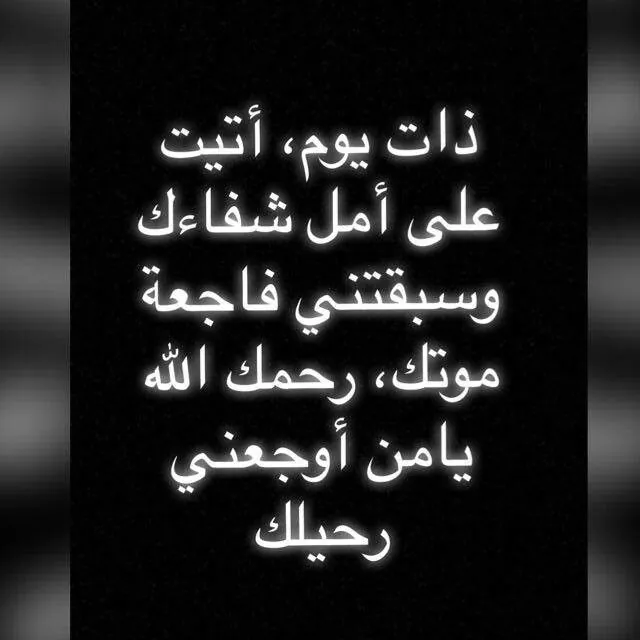 ذات يوم، أتيت
على أمل شفاءك
وسبقتني فاجعة
موتك، رحمك الله
يامن أوجعني
رحيلك